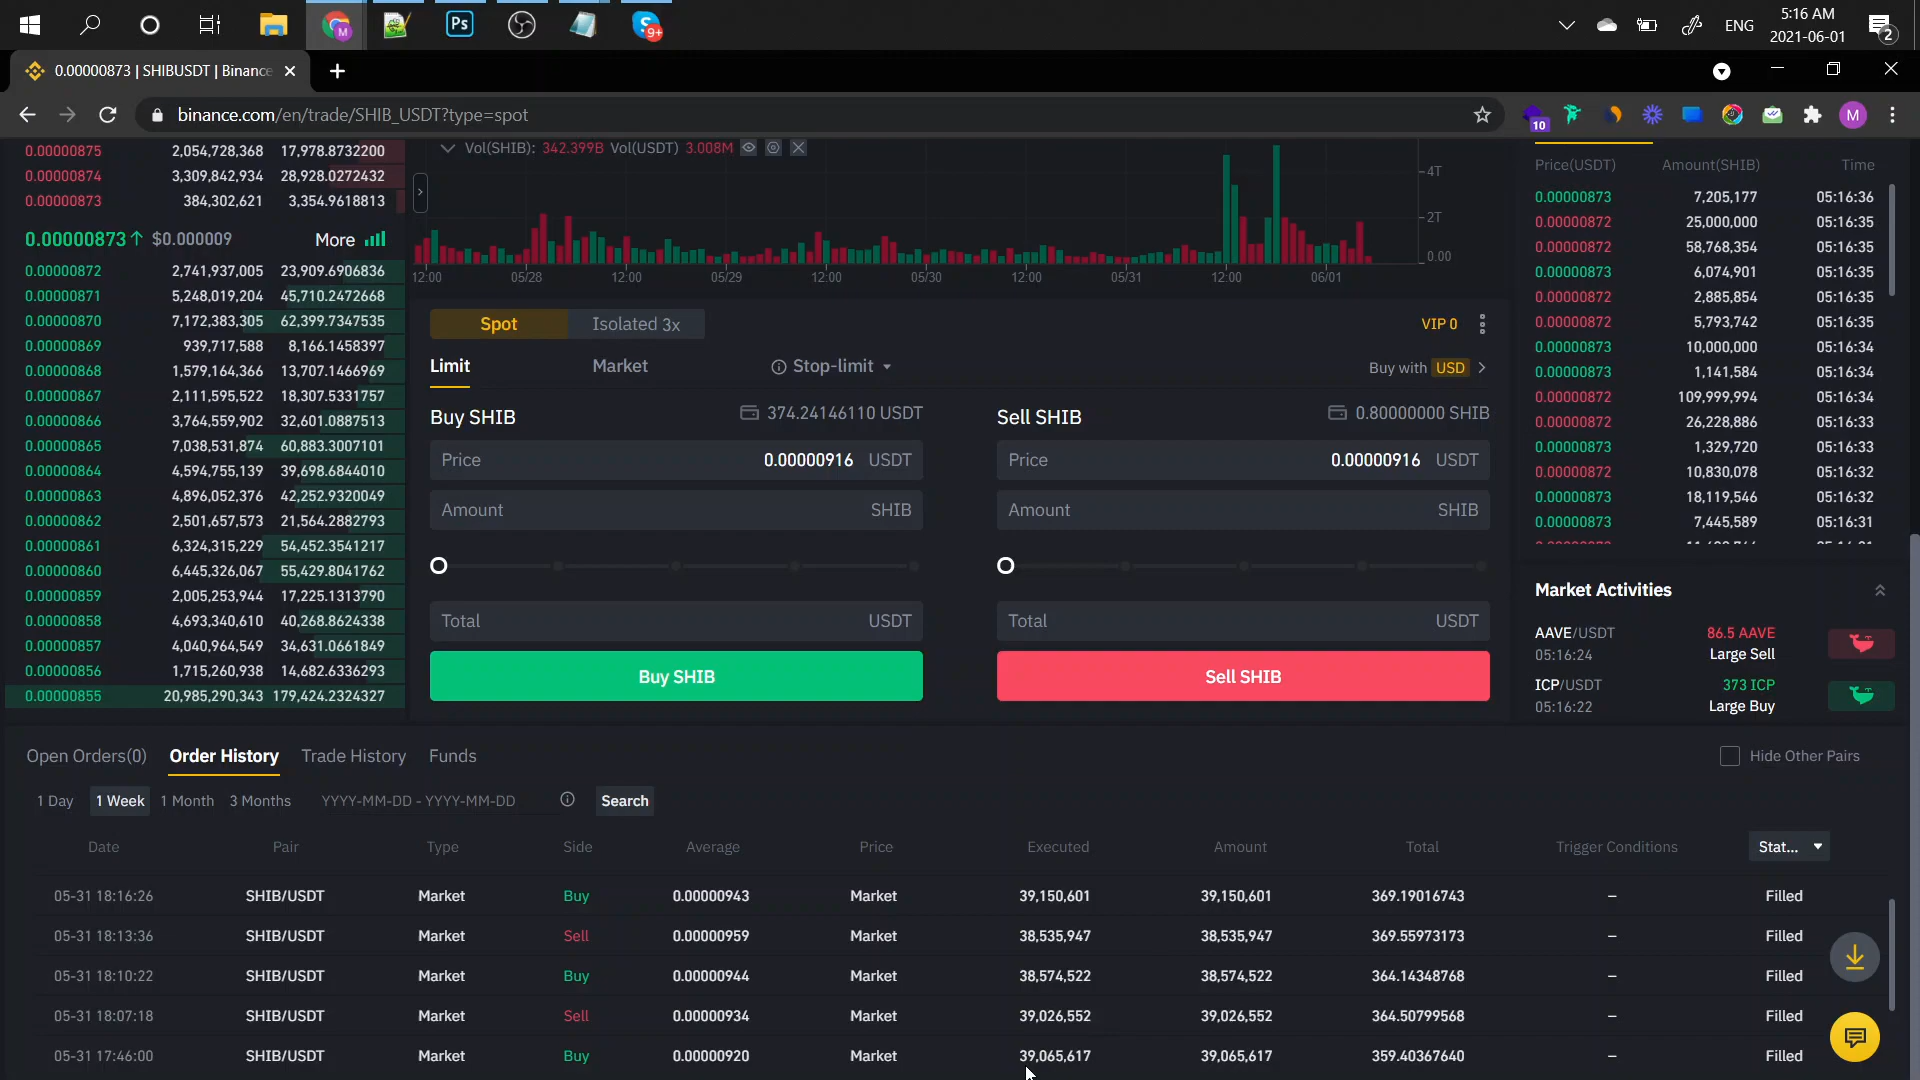 5:16 AM
ENG
2021-06-01
2
M
Ps
9+
0.00000873 | SHIBUSDT | Binance
binance.com/en/trade/SHIB_USDT?type=spot
10
M
0.00000875 2,054,728,368 17,978.8732200
0.00000874 3,309,842,934 28,928.0272432
0.00000873 384,302,621 3,354.9618813
0.00000873↑ $0.000009 More
0.00000872 2,741,937,005 23,909.6906836
0.00000871 5,248,019,204 45,710.2472668
0.00000870 7,172,383,305 62,399.7347535
0.00000869 939,717,588 8,166.1458397
0.00000868 1,579,164,366 13,707.1466969
0.00000867 2,111,595,522 18,307.5331757
0.00000866 3,764,559,902 32,601.0887513
0.00000865 7,038,531,874 60,883.3007101
0.00000864 4,594,755,139 39,698.6844010
0.00000863 4,896,052,376 42,252.9320049
0.00000862 2,501,657,573 21,564.2882793
0.00000861 6,324,315,229 54,452.3541217
0.00000860 6,445,326,067 55,429.8041762
0.00000859 2,005,253,944 17,225.1313790
0.00000858 4,693,340,610 40,268.8624338
0.00000857 4,040,964,549 34,631.0661849
0.00000856 1,715,260,938 14,682.6336293
0.00000855 20,985,290,343 179,424.2324327
Vol(SHIB): 342.399B Vol(USDT) 3.008M
4T
2T
0.00
12:00 05/28 12:00 05/29 12:00 05/30 12:00 05/31 12:00 06/01
Spot Isolated 3x VIP 0
Limit Market Stop-limit Buy with USD
Buy SHIB 374.24146110 USDT
Price 0.00000916 USDT
Amount SHIB
Total USDT
Buy SHIB
Sell SHIB 0.80000000 SHIB
Price 0.00000916 USDT
Amount SHIB
Total USDT
Sell SHIB
Price(USDT) Amount(SHIB) Time
0.00000873 7,205,177 05:16:36
0.00000872 25,000,000 05:16:35
0.00000872 58,768,354 05:16:35
0.00000873 6,074,901 05:16:35
0.00000872 2,885,854 05:16:35
0.00000872 5,793,742 05:16:35
0.00000873 10,000,000 05:16:34
0.00000873 1,141,584 05:16:34
0.00000872 109,999,994 05:16:34
0.00000872 26,228,886 05:16:33
0.00000873 1,329,720 05:16:33
0.00000872 10,830,078 05:16:32
0.00000873 18,119,546 05:16:32
0.00000873 7,445,589 05:16:31
Market Activities
AAVE/USDT 86.5 AAVE
05:16:24 Large Sell
ICP/USDT 373 ICP
05:16:22 Large Buy
Open Orders(0) Order History Trade History Funds Hide Other Pairs
1 Day 1 Week 1 Month 3 Months YYYY-MM-DD - YYYY-MM-DD Search
Date Pair Type Side Average Price Executed Amount Total Trigger Conditions Stat...
05-31 18:16:26 SHIB/USDT Market Buy 0.00000943 Market 39,150,601 39,150,601 369.19016743 – Filled
05-31 18:13:36 SHIB/USDT Market Sell 0.00000959 Market 38,535,947 38,535,947 369.55973173 – Filled
05-31 18:10:22 SHIB/USDT Market Buy 0.00000944 Market 38,574,522 38,574,522 364.14348768 – Filled
05-31 18:07:18 SHIB/USDT Market Sell 0.00000934 Market 39,026,552 39,026,552 364.50799568 – Filled
05-31 17:46:00 SHIB/USDT Market Buy 0.00000920 Market 39,065,617 39,065,617 359.40367640 – Filled